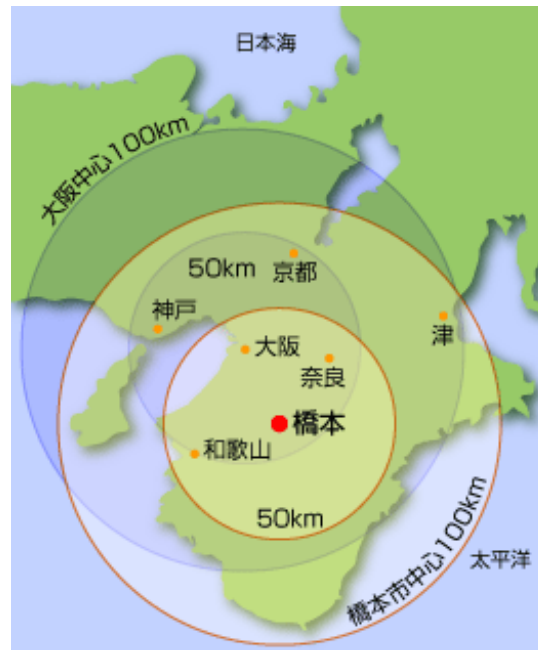 日本海
大阪中心100km
50km
京都
神戸
大阪
津
奈良
橋本
和歌山
50km
橋本市中心100km
太平洋